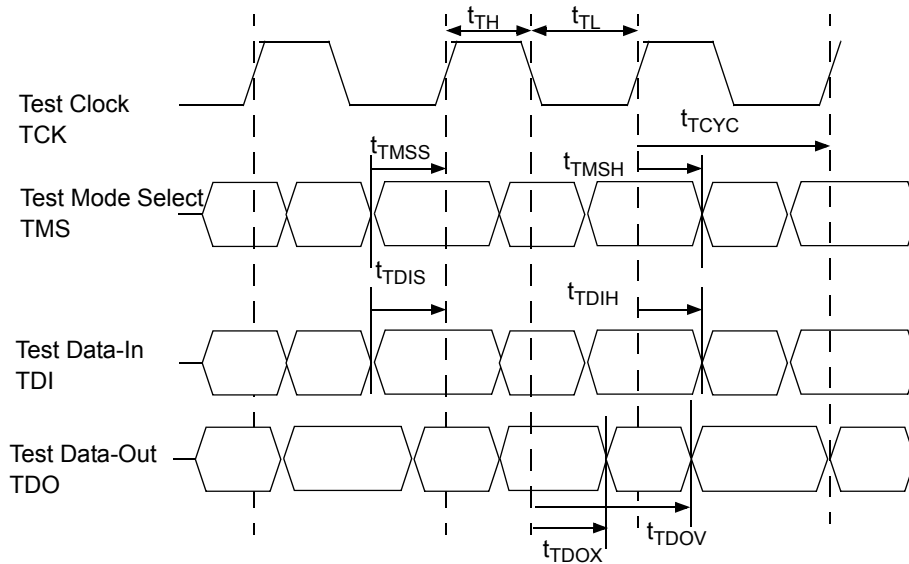 tTH
tTL
Test Clock
TCK
tTCYC
tTMSS
tTMSH
Test Mode Select
TMS
tTDIS
tTDIH
Test Data-In
TDI
Test Data-Out
TDO
tTDOX
tTDOV